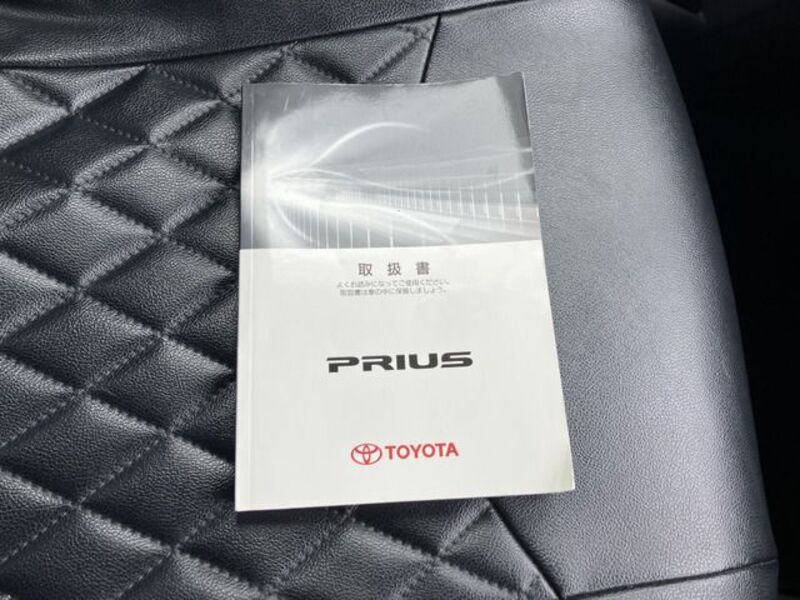 取扱書
よくお読みになってご使用ください。
取扱書は車の中に保管しましょう。
PRIUS
TOYOTA